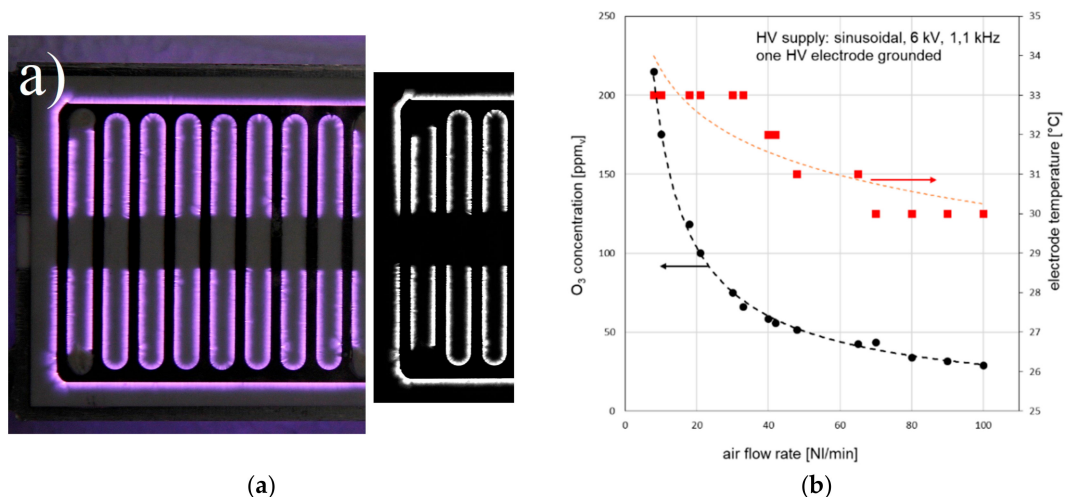 a)
HV supply: sinusoidal, 6 kV, 1,1 kHz
one HV electrode grounded
O3 concentration [ppmv]
250
200
150
100
50
0
35
34
33
32
31
30
29
28
27
26
25
electrode temperature [°C]
0
20
40
60
80
100
air flow rate [Nl/min]
(a)
(b)